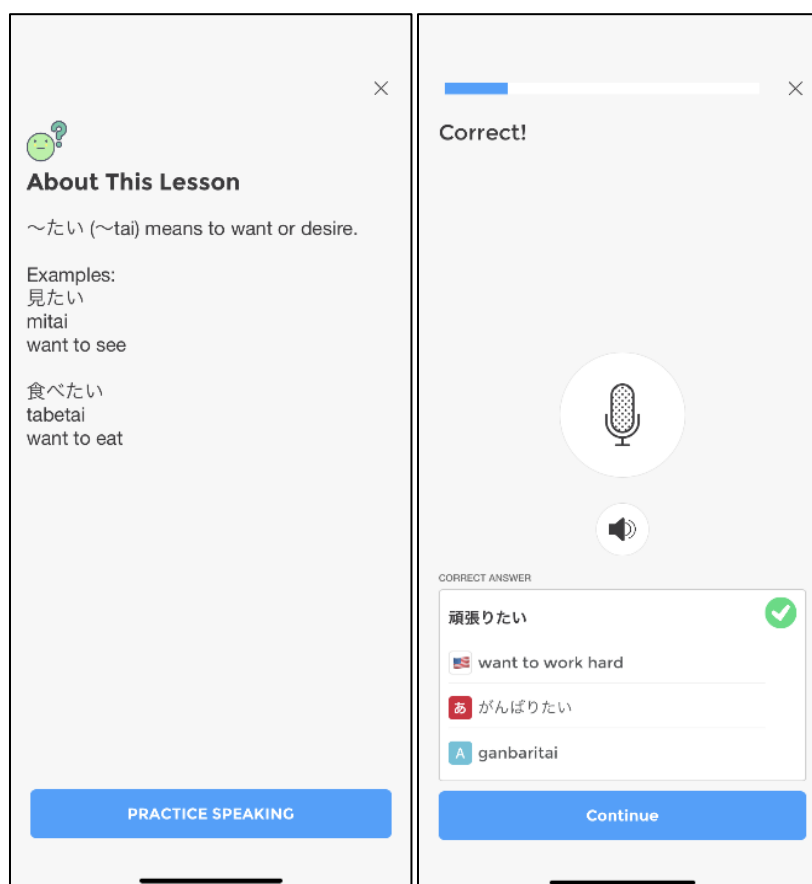 About This Lesson
〜たい (〜tai) means to want or desire.
Examples:
見たい
mitai
want to see
食べたい
tabetai
want to eat
PRACTICE SPEAKING
Correct!
CORRECT ANSWER
頑張りたい
want to work hard
あ がんばりたい
A ganbaritai
Continue